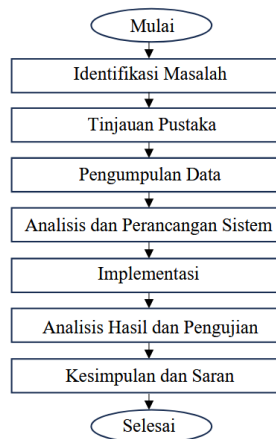 Mulai
Identifikasi Masalah
Tinjauan Pustaka
Pengumpulan Data
Analisis dan Perancangan Sistem
Implementasi
Analisis Hasil dan Pengujian
Kesimpulan dan Saran
Selesai